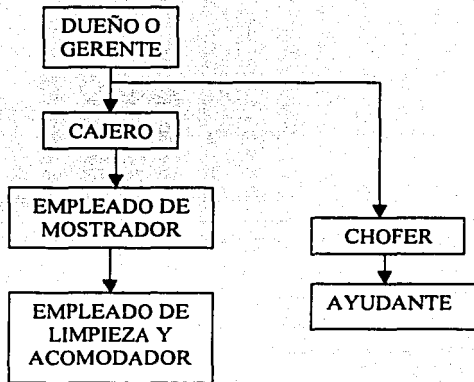 DUEÑO O
GERENTE
CAJERO
EMPLEADO DE
MOSTRADOR
EMPLEADO DE
LIMPIEZA Y
ACOMODADOR
CHOFER
AYUDANTE